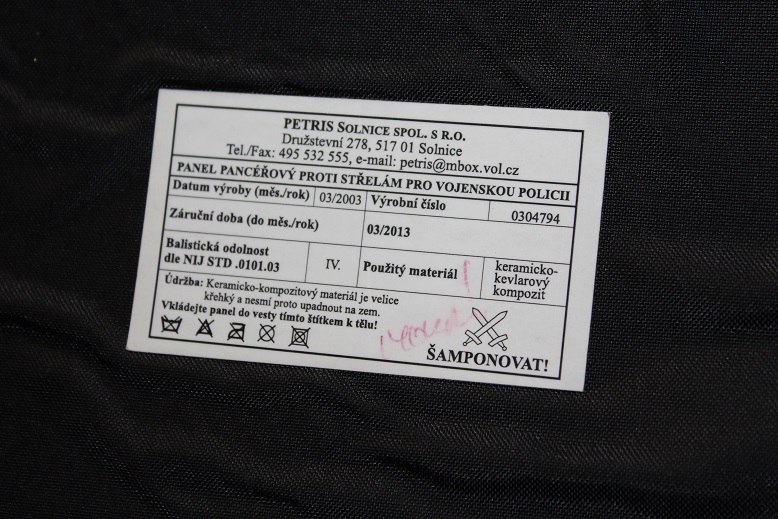 PETRIS SOLNICE SPOL. S R.O.
Družstevní 278, 517 01 Solnice
Tel./Fax: 495 532 555, e-mail: petris@mbox.vol.cz
PANEL PANCÉŘOVÝ PROTI STŘELÁM PRO VOJENSKOU POLICII
Datum výroby (měs./rok) 03/2003 Výrobní číslo 0304794
Záruční doba (do měs./rok) 03/2013
Balistická odolnost
dle NIJ STD .0101.03
IV.
Použitý materiál
keramicko-
kevlarový
kompozit
Údržba: Keramicko-kompozitový materiál je velice
křehký a nesmí proto upadnout na zem.
Vkládejte panel do vesty tímto štítkem k tělu!
ŠAMPONOVAT!